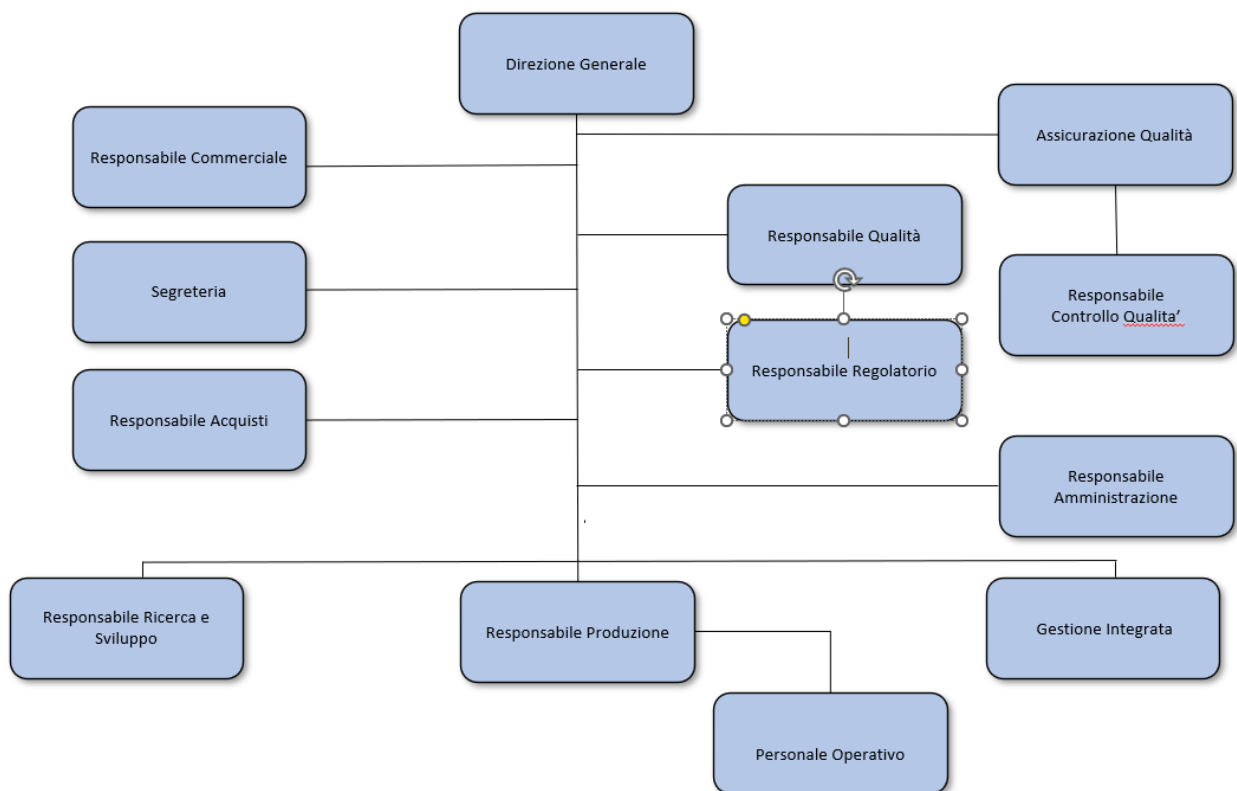 Direzione Generale
Assicurazione Qualità
Responsabile Commerciale
Responsabile Qualità
Segreteria
Responsabile
Controllo Qualita’
Responsabile Regolatorio
Responsabile Acquisti
Responsabile
Amministrazione
Responsabile Ricerca e
Sviluppo
Responsabile Produzione
Gestione Integrata
Personale Operativo